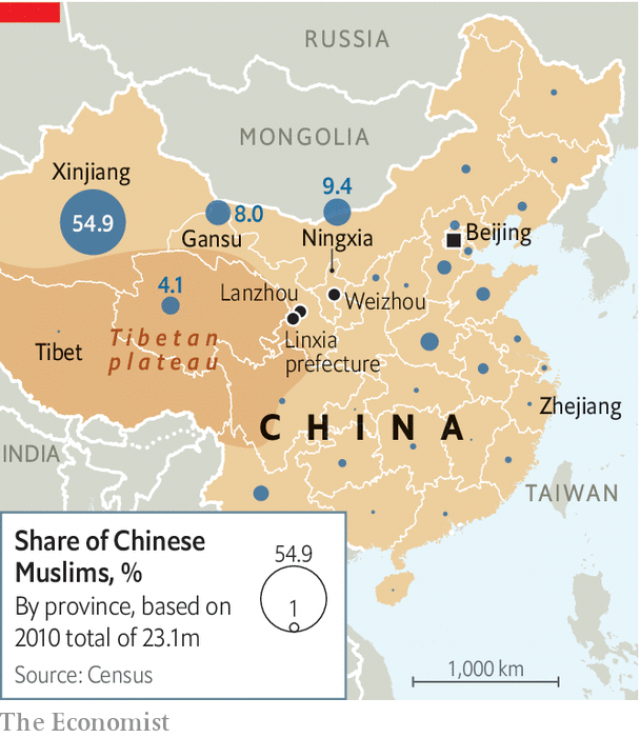 RUSSIA
MONGOLIA
Xinjiang
54.9
8.0
Gansu
9.4
Ningxia
Beijing
4.1
Lanzhou
Weizhou
Linxia
prefecture
Tibetan
plateau
Tibet
CHINA
Zhejiang
INDIA
TAIWAN
Share of Chinese
Muslims, %
By province, based on
2010 total of 23.1m
Source: Census
54.9
1
1,000 km
The Economist